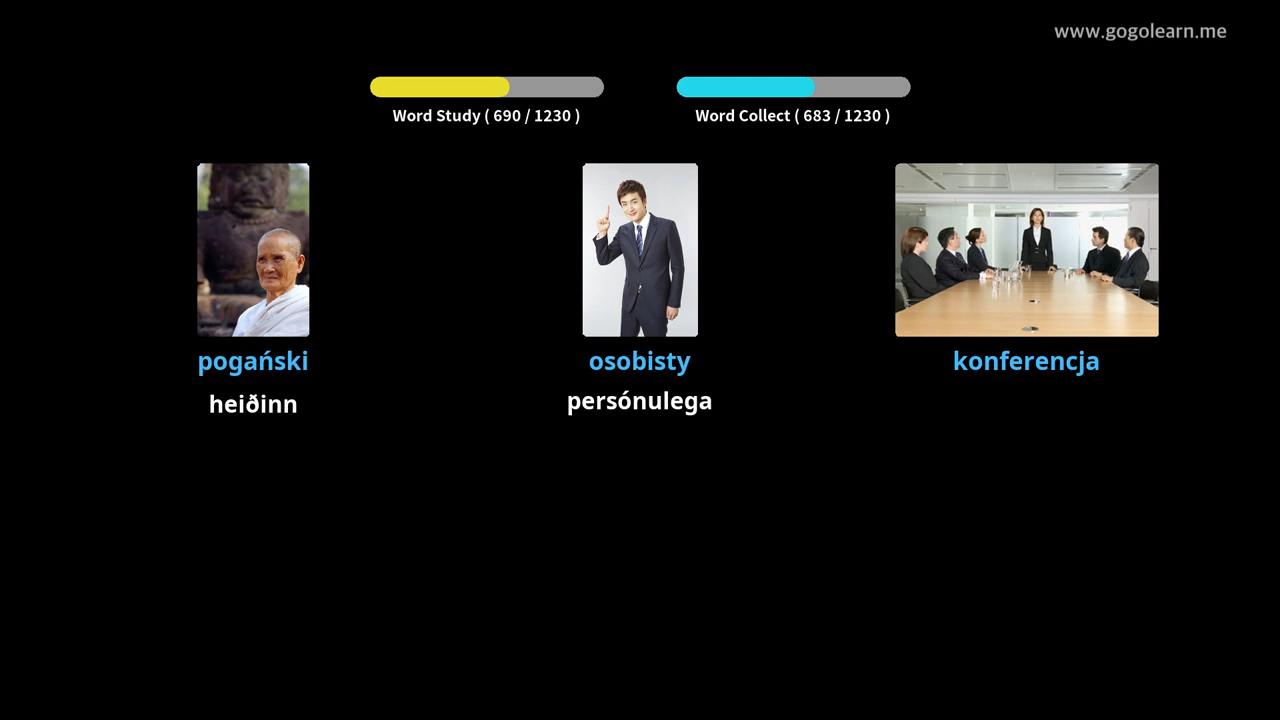 www.gogolearn.me
Word Study ( 690 / 1230 )
Word Collect ( 683 / 1230 )
pogański
osobisty
konferencja
heiðinn
persónulega